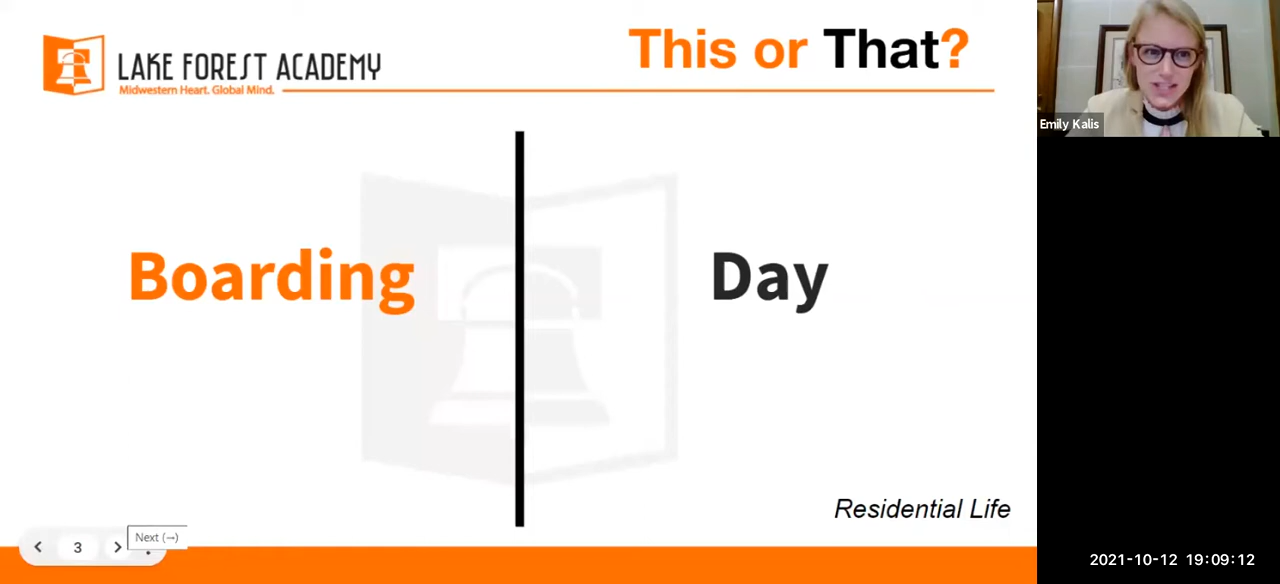 LAKE FOREST ACADEMY
Midwestern Heart. Global Mind.
This or That?
Emily Kalis
Boarding
Day
Residential Life
3
Next (→)
2021-10-12 19:09:12